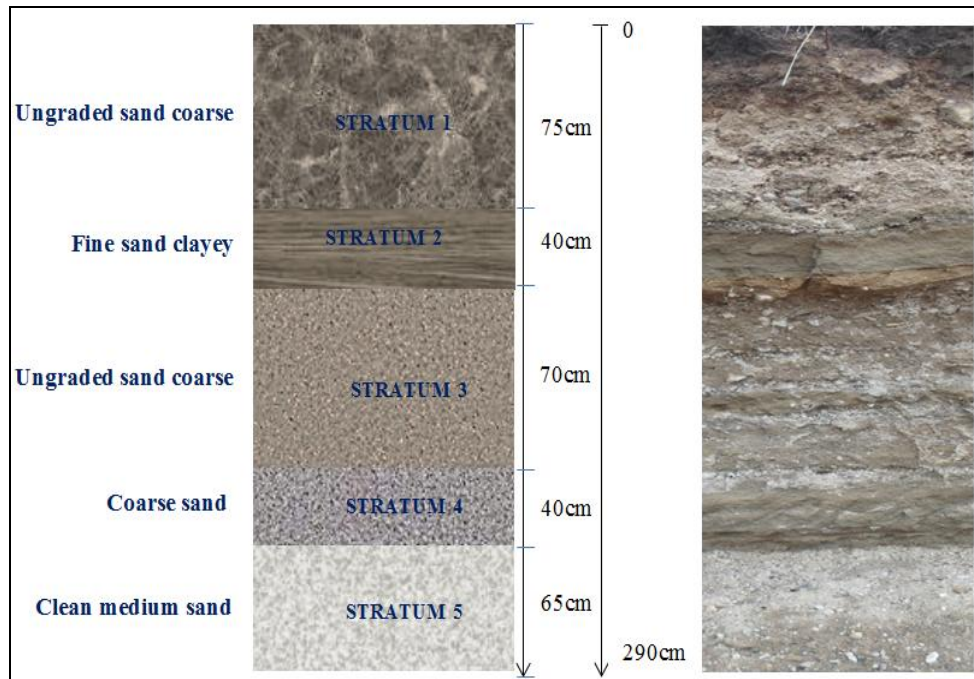 0
Ungraded sand coarse
STRATUM 1
75cm
Fine sand clayey
STRATUM 2
40cm
Ungraded sand coarse
STRATUM 3
70cm
Coarse sand
STRATUM 4
40cm
Clean medium sand
STRATUM 5
65cm
290cm